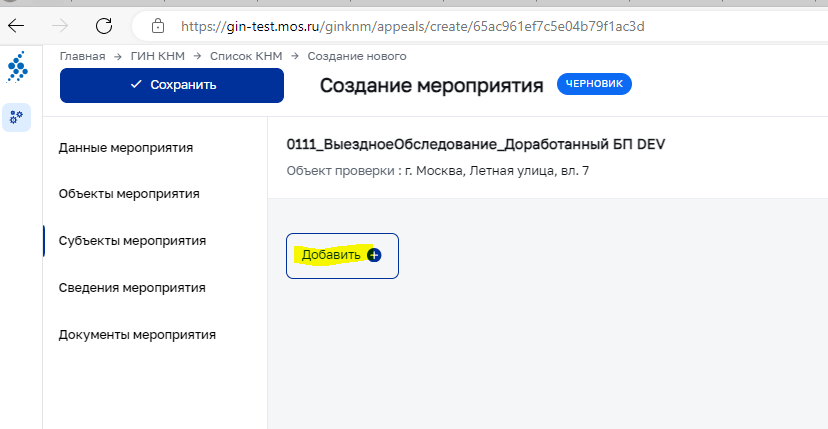 https://gin-test.mos.ru/ginknm/appeals/create/65ac961ef7c5e04b79f1ac3d
Главная → ГИН КНМ → Список КНМ → Создание нового
Сохранить
Создание мероприятия
ЧЕРНОВИК
Данные мероприятия
Объекты мероприятия
Субъекты мероприятия
Сведения мероприятия
Документы мероприятия
0111_ВыездноеОбследование_Доработанный БП DEV
Объект проверки : г. Москва, Летная улица, вл. 7
Добавить